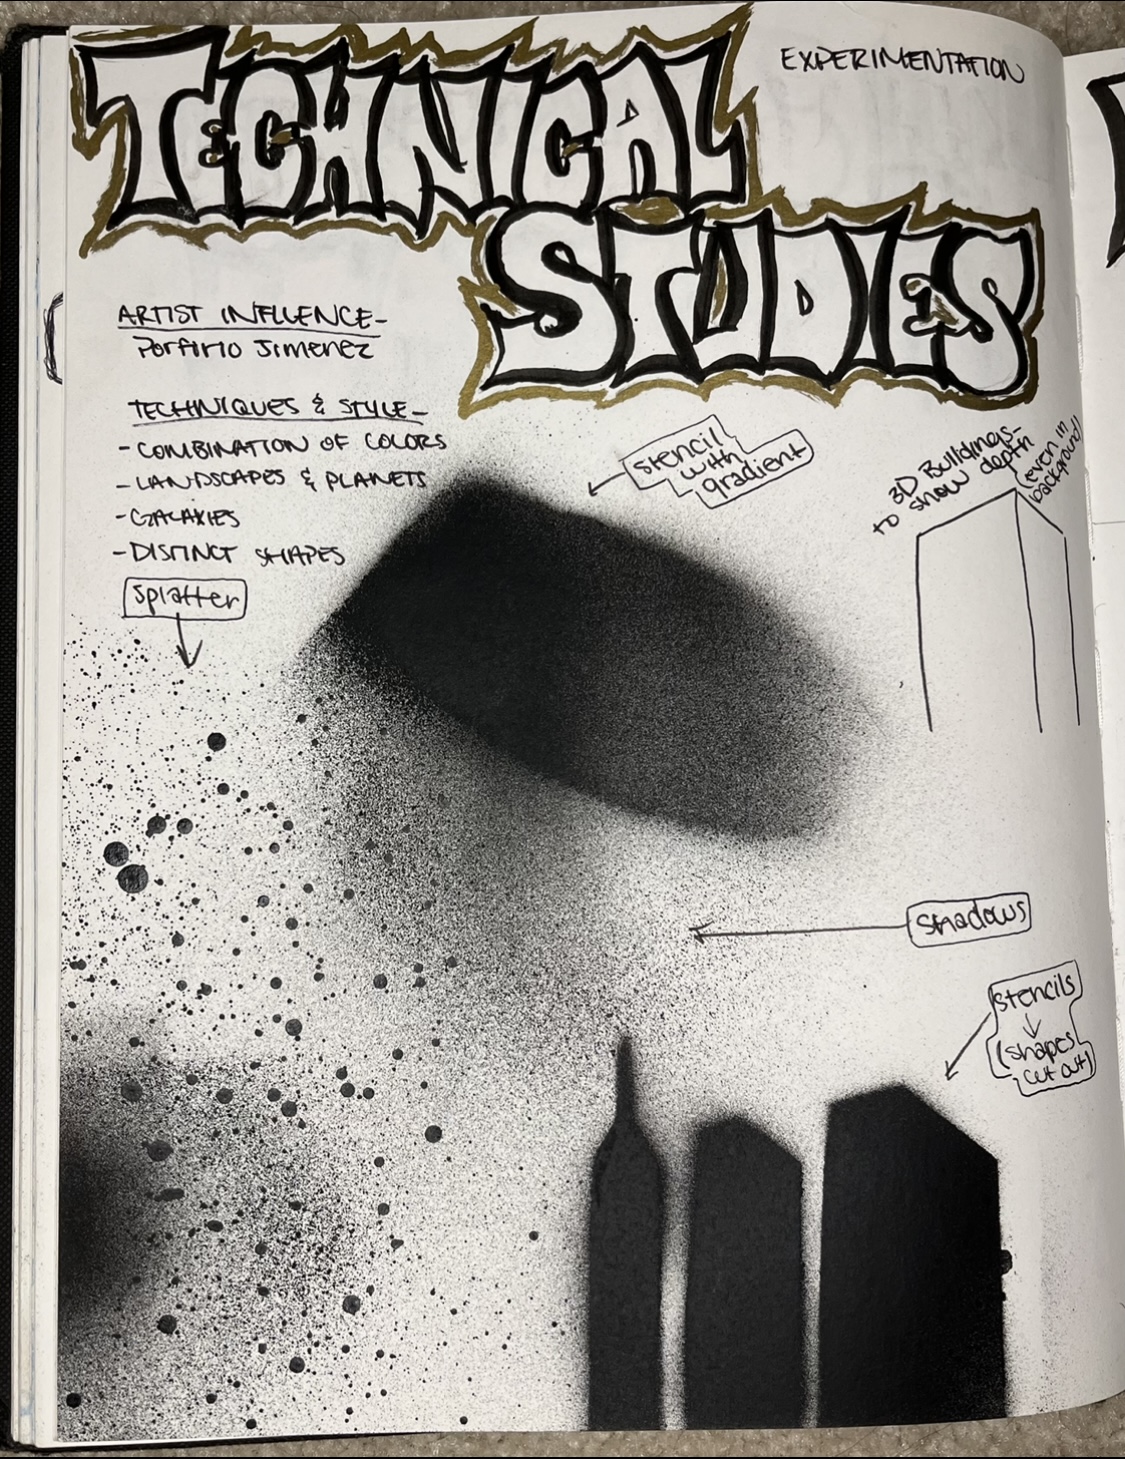 TECHNICAL
STUDIES
EXPERIMENTATION
ARTIST INFLUENCE-
Porfirio Jimenez
TECHNIQUES & STYLE-
- COMBINATION OF COLORS
- LANDSCAPES & PLANETS
- GALAXIES
- DISTINCT SHAPES
splatter
stencil
with
gradient
3D Buildings-
to show depth
(even in
background)
shadows
stencils
(shapes
cut out)